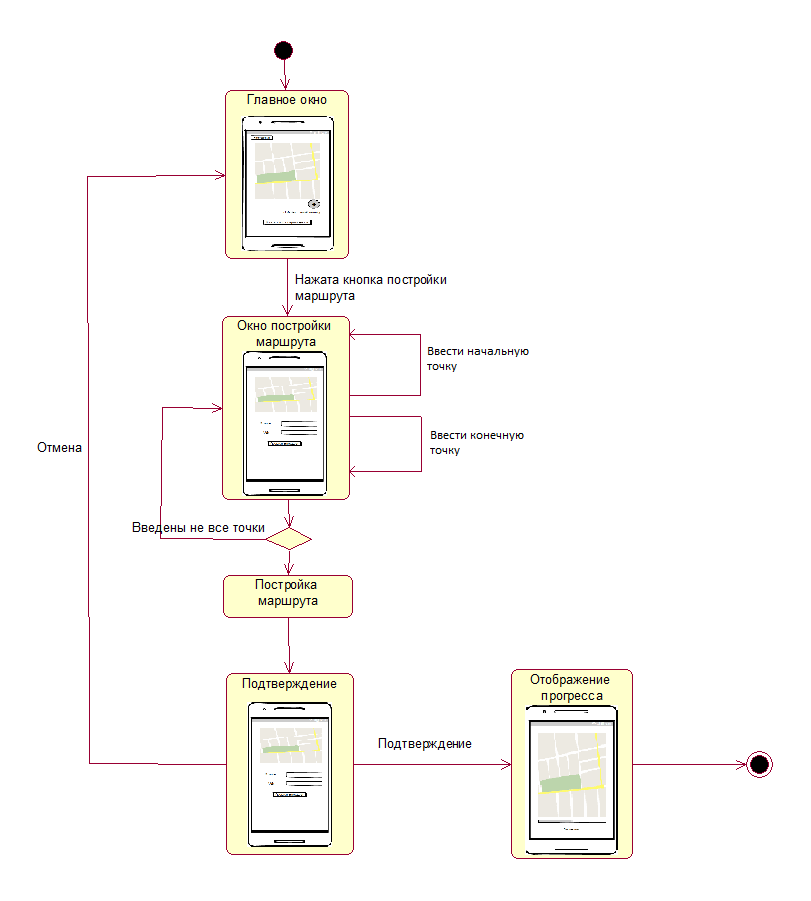 Главное окно
Нажата кнопка постройки
маршрута
Окно постройки
маршрута
Ввести начальную
точку
Ввести конечную
точку
Отмена
Введены не все точки
Постройка
маршрута
Подтверждение
Подтверждение
Отображение
прогресса